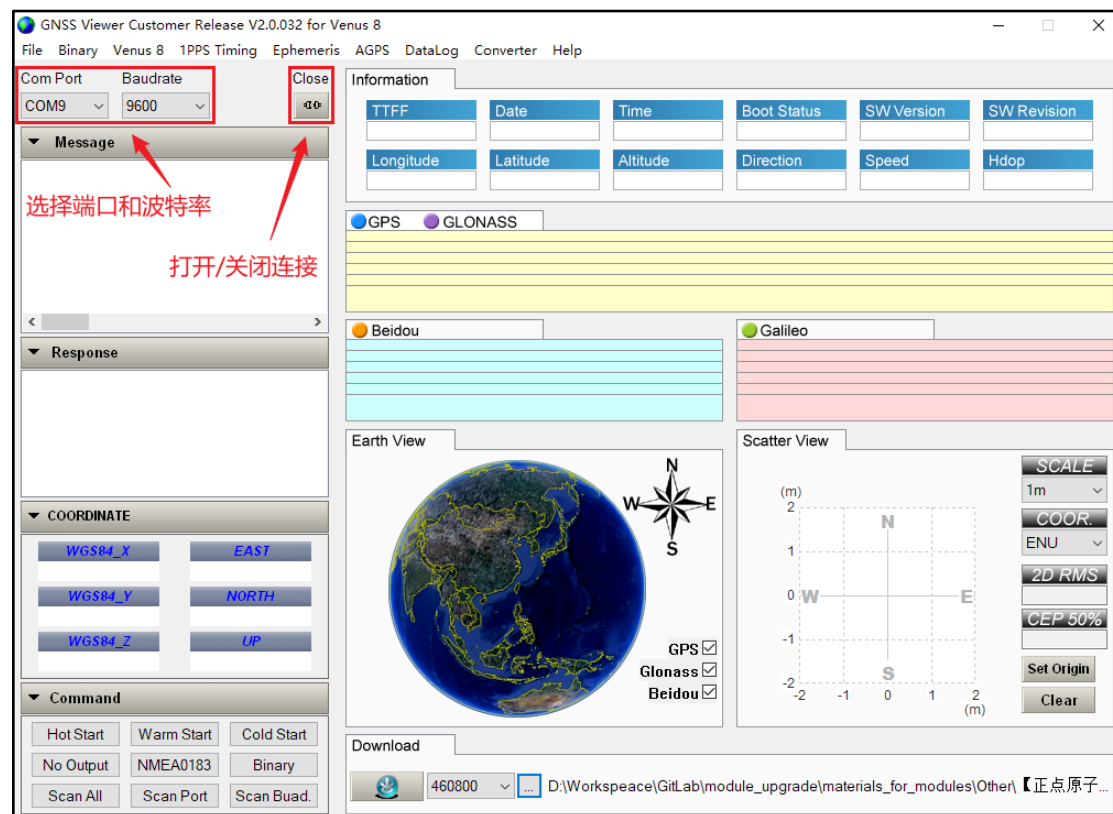 GNSS Viewer Customer Release V2.0.032 for Venus 8
File Binary Venus 8 1PPS Timing Ephemeris AGPS DataLog Converter Help
Com Port Baudrate Close
COM9 9600
Message
选择端口和波特率
打开/关闭连接
Response
COORDINATE
WGS84_X EAST
WGS84_Y NORTH
WGS84_Z UP
Command
Hot Start Warm Start Cold Start
No Output NMEA0183 Binary
Scan All Scan Port Scan Buad.
Information
TTFF Date Time Boot Status SW Version SW Revision
Longitude Latitude Altitude Direction Speed Hdop
GPS GLONASS
Beidou Galileo
Earth View
N
W E
S
GPS
Glonass
Beidou
Scatter View
(m)
2
1
0
-1
-2
N
W E
S
-2 -1 0 1 2
(m)
SCALE
1m
COOR.
ENU
2D RMS
CEP 50%
Set Origin
Clear
Download
460800 ... D:\Workspeace\GitLab\module_upgrade\materials_for_modules\Other\【正点原子...